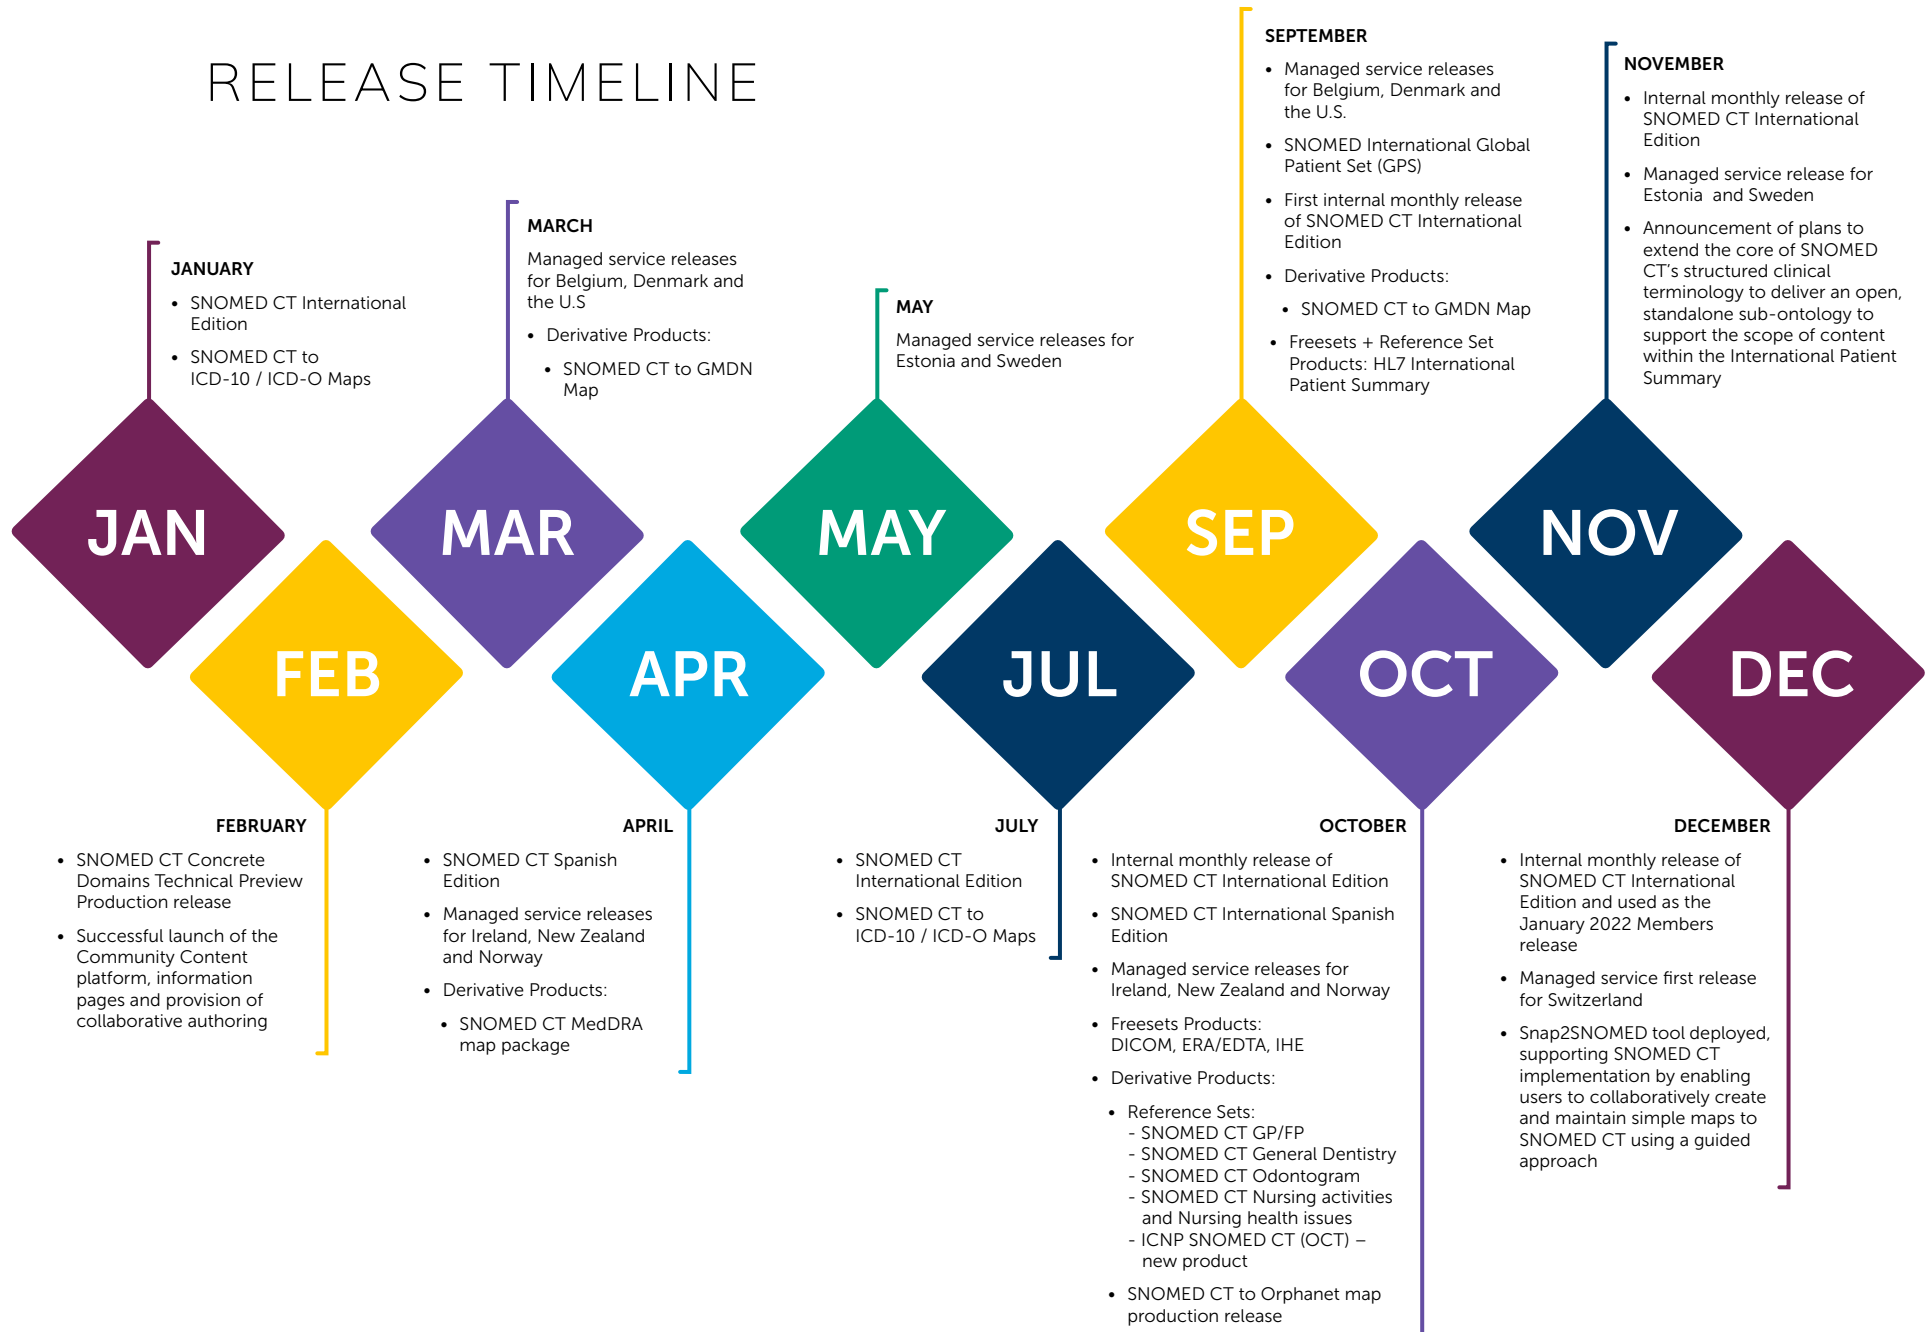 RELEASE TIMELINE
JANUARY
• SNOMED CT International
Edition
• SNOMED CT to
ICD-10 / ICD-O Maps
MARCH
Managed service releases
for Belgium, Denmark and
the U.S
• Derivative Products:
• SNOMED CT to GMDN
Map
MAY
Managed service releases for
Estonia and Sweden
SEPTEMBER
• Managed service releases
for Belgium, Denmark and
the U.S.
• SNOMED International Global
Patient Set (GPS)
• First internal monthly release
of SNOMED CT International
Edition
• Derivative Products:
• SNOMED CT to GMDN Map
• Freesets + Reference Set
Products: HL7 International
Patient Summary
NOVEMBER
• Internal monthly release of
SNOMED CT International
Edition
• Managed service release for
Estonia and Sweden
• Announcement of plans to
extend the core of SNOMED
CT's structured clinical
terminology to deliver an open,
standalone sub-ontology to
support the scope of content
within the International Patient
Summary
JAN
FEB
MAR
APR
MAY
JUL
SEP
OCT
NOV
DEC
FEBRUARY
• SNOMED CT Concrete
Domains Technical Preview
Production release
• Successful launch of the
Community Content
platform, information
pages and provision of
collaborative authoring
APRIL
• SNOMED CT Spanish
Edition
• Managed service releases
for Ireland, New Zealand
and Norway
• Derivative Products:
• SNOMED CT MedDRA
map package
JULY
• SNOMED CT
International Edition
• SNOMED CT to
ICD-10 / ICD-O Maps
OCTOBER
• Internal monthly release of
SNOMED CT International Edition
• SNOMED CT International Spanish
Edition
• Managed service releases for
Ireland, New Zealand and Norway
• Freesets Products:
DICOM, ERA/EDTA, IHE
• Derivative Products:
• Reference Sets:
- SNOMED CT GP/FP
- SNOMED CT General Dentistry
- SNOMED CT Odontogram
- SNOMED CT Nursing activities
and Nursing health issues
- ICNP SNOMED CT (OCT) –
new product
• SNOMED CT to Orphanet map
production release
DECEMBER
• Internal monthly release of
SNOMED CT International
Edition and used as the
January 2022 Members
release
• Managed service first release
for Switzerland
• Snap2SNOMED tool deployed,
supporting SNOMED CT
implementation by enabling
users to collaboratively create
and maintain simple maps to
SNOMED CT using a guided
approach